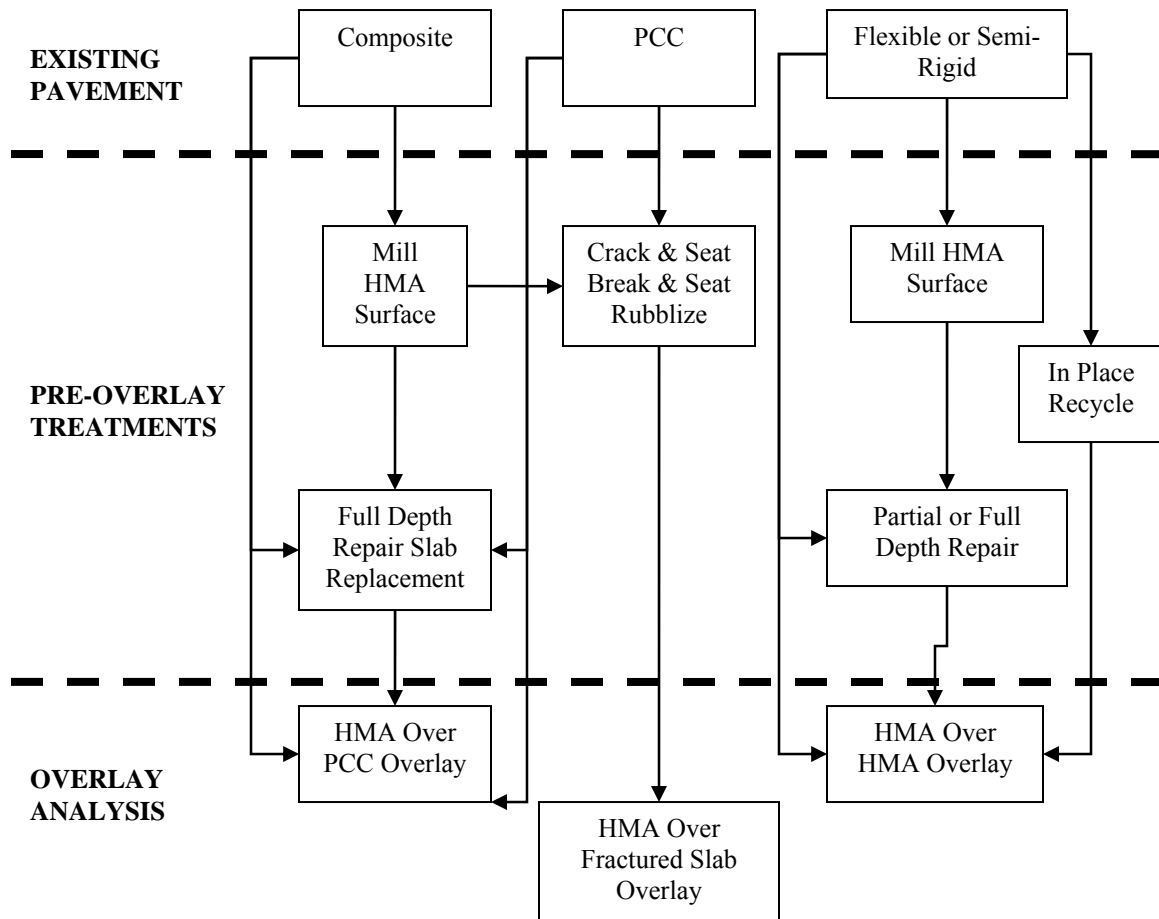 EXISTING
PAVEMENT
Composite
PCC
Flexible or Semi-
Rigid
PRE-OVERLAY
TREATMENTS
Mill
HMA
Surface
Crack & Seat
Break & Seat
Rubblize
Mill HMA
Surface
In Place
Recycle
Full Depth
Repair Slab
Replacement
Partial or Full
Depth Repair
OVERLAY
ANALYSIS
HMA Over
PCC Overlay
HMA Over
Fractured Slab
Overlay
HMA Over
HMA Overlay